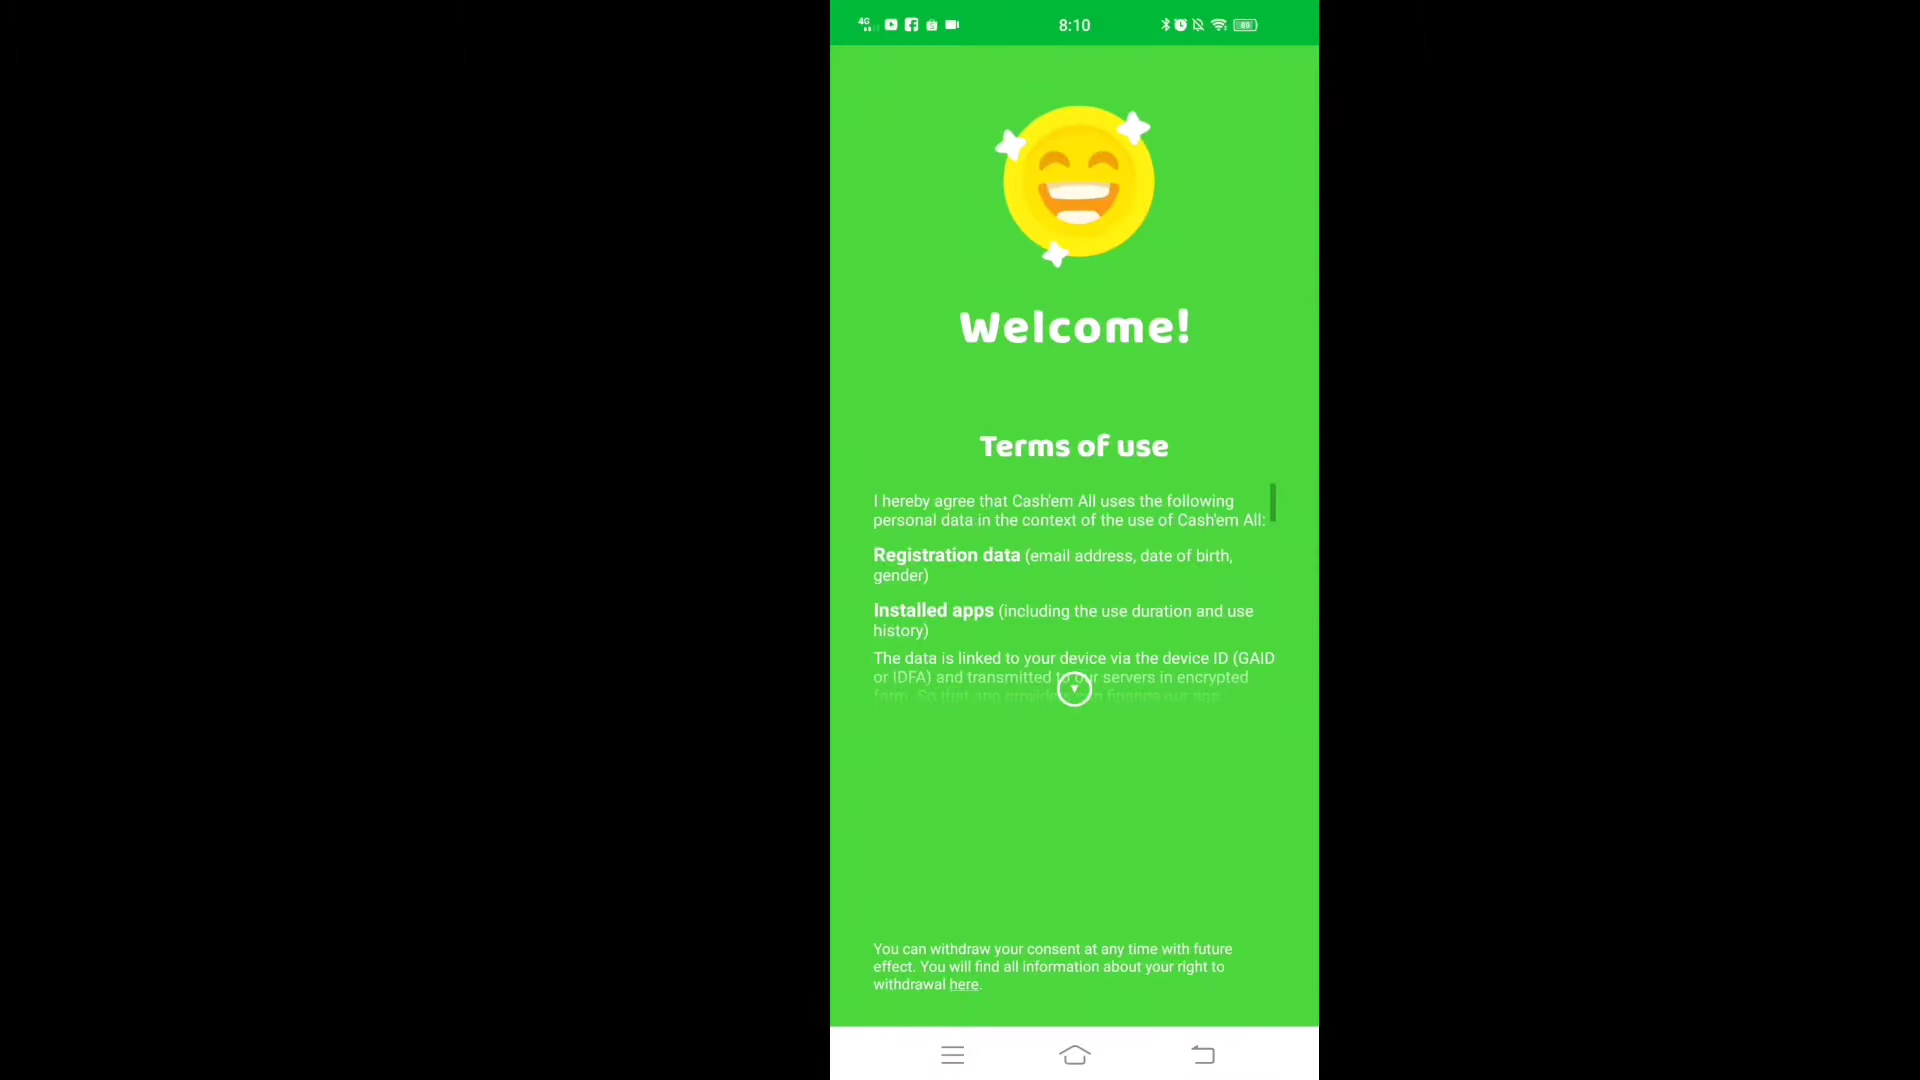 4G
8:10
89
Welcome!
Terms of use
I hereby agree that Cash'em All uses the following
personal data in the context of the use of Cash'em All:
Registration data (email address, date of birth,
gender)
Installed apps (including the use duration and use
history)
The data is linked to your device via the device ID (GAID
or IDFA) and transmitted to our servers in encrypted
form. So that app providers can finance our app
You can withdraw your consent at any time with future
effect. You will find all information about your right to
withdrawal here.